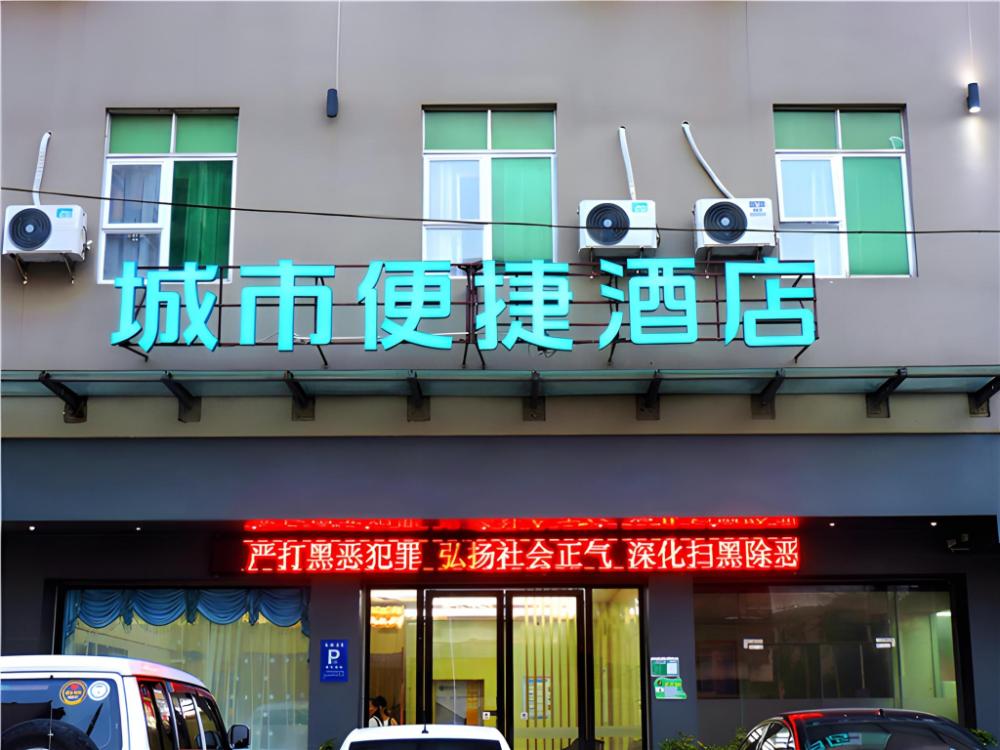 城市便捷酒店
严打黑恶犯罪 弘扬社会正气 深化扫黑除恶
P